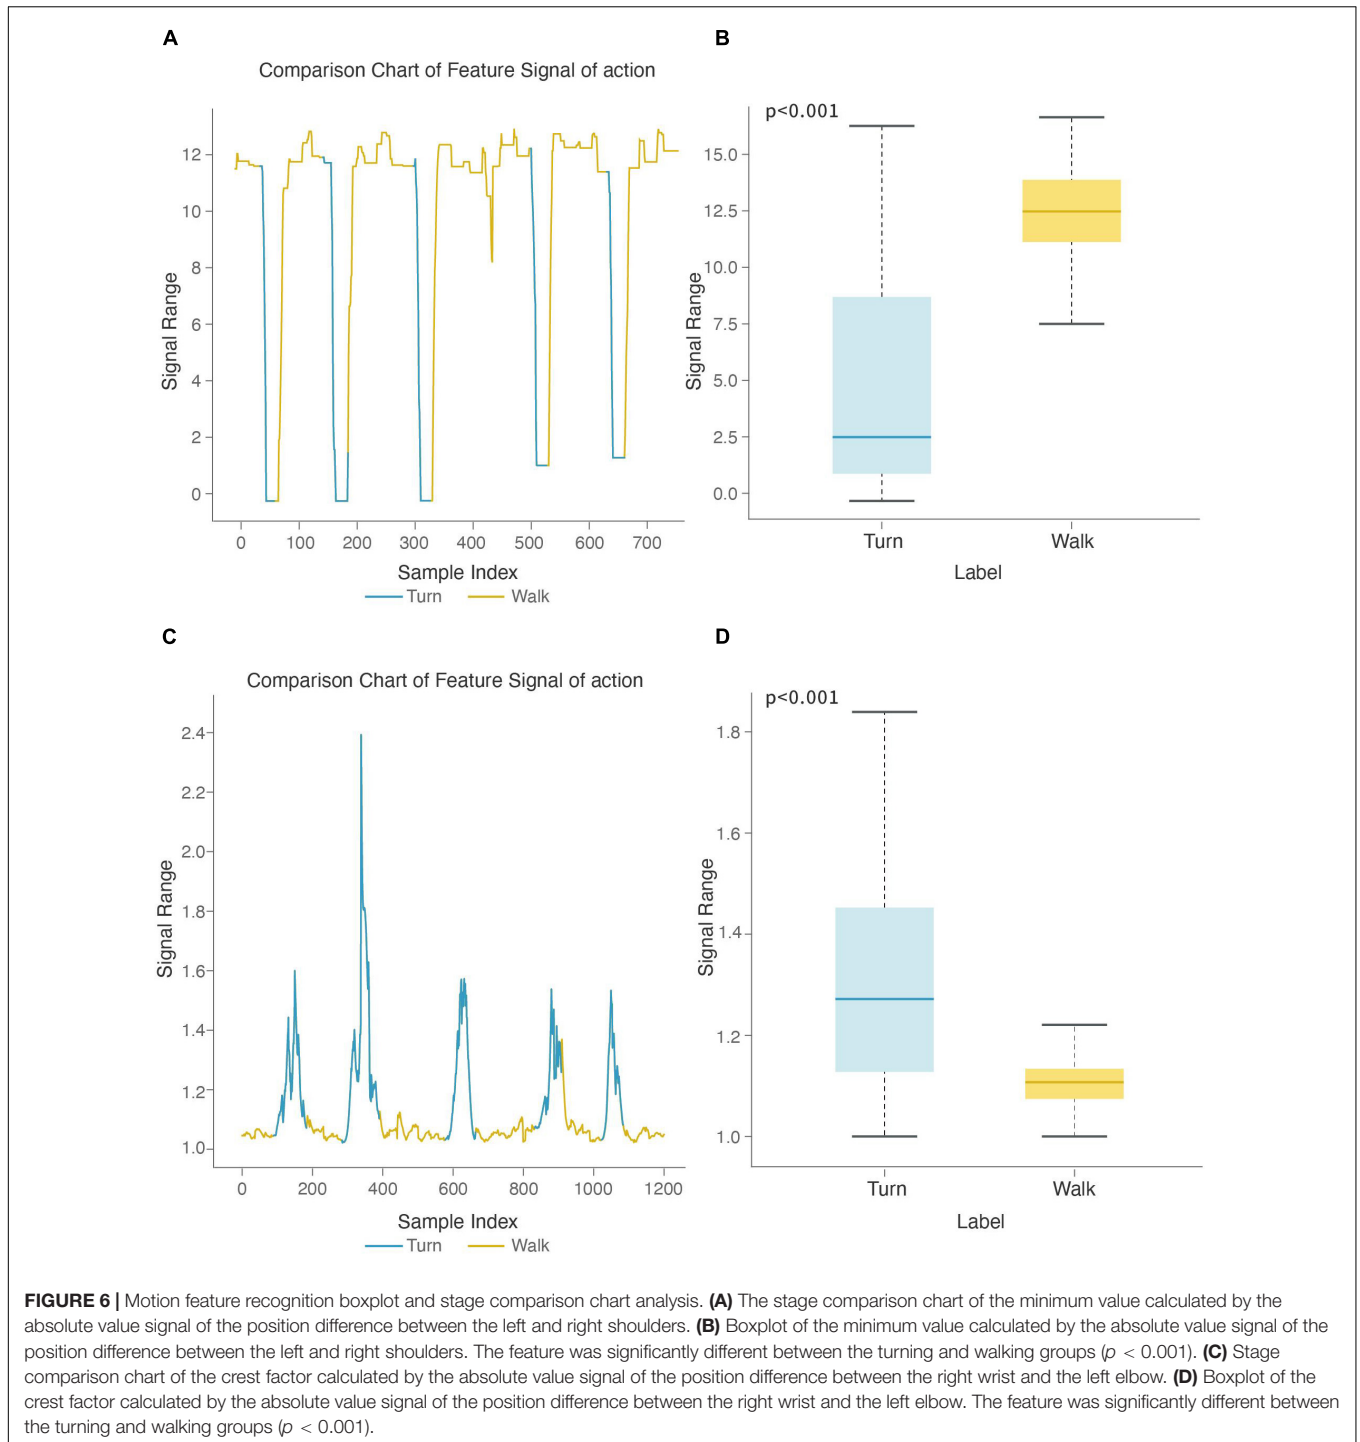 A
Comparison Chart of Feature Signal of action
12
10
8
6
4
2
0
Signal Range
0 100 200 300 400 500 600 700
Sample Index
Turn Walk
B
p<0.001
15.0
12.5
10.0
7.5
5.0
2.5
0.0
Signal Range
Turn Walk
Label
C
Comparison Chart of Feature Signal of action
2.4
2.2
2.0
1.8
1.6
1.4
1.2
1.0
Signal Range
0 200 400 600 800 1000 1200
Sample Index
Turn Walk
D
p<0.001
1.8
1.6
1.4
1.2
1.0
Signal Range
Turn Walk
Label
FIGURE 6 | Motion feature recognition boxplot and stage comparison chart analysis. (A) The stage comparison chart of the minimum value calculated by the
absolute value signal of the position difference between the left and right shoulders. (B) Boxplot of the minimum value calculated by the absolute value signal of the
position difference between the left and right shoulders. The feature was significantly different between the turning and walking groups (p < 0.001). (C) Stage
comparison chart of the crest factor calculated by the absolute value signal of the position difference between the right wrist and the left elbow. (D) Boxplot of the
crest factor calculated by the absolute value signal of the position difference between the right wrist and the left elbow. The feature was significantly different between
the turning and walking groups (p < 0.001).